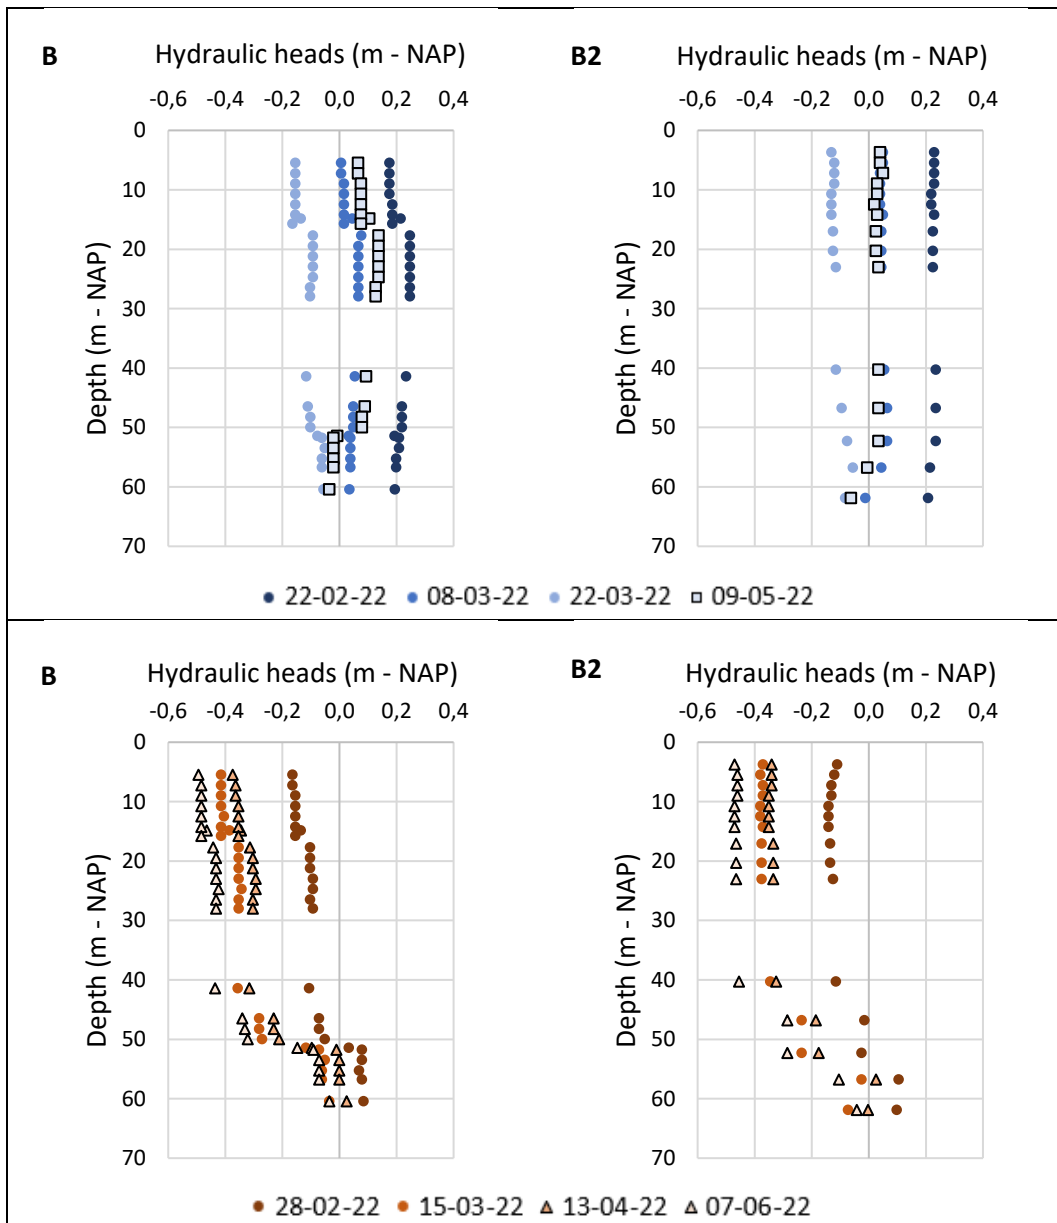 B Hydraulic heads (m - NAP)
-0,6 -0,4 -0,2 0,0 0,2 0,4
0
10
20
30
40
50
60
70
Depth (m - NAP)
B2 Hydraulic heads (m - NAP)
-0,6 -0,4 -0,2 0,0 0,2 0,4
0
10
20
30
40
50
60
70
Depth (m - NAP)
22-02-22 08-03-22 22-03-22 09-05-22
B Hydraulic heads (m - NAP)
-0,6 -0,4 -0,2 0,0 0,2 0,4
0
10
20
30
40
50
60
70
Depth (m - NAP)
B2 Hydraulic heads (m - NAP)
-0,6 -0,4 -0,2 0,0 0,2 0,4
0
10
20
30
40
50
60
70
Depth (m - NAP)
28-02-22 15-03-22 13-04-22 07-06-22